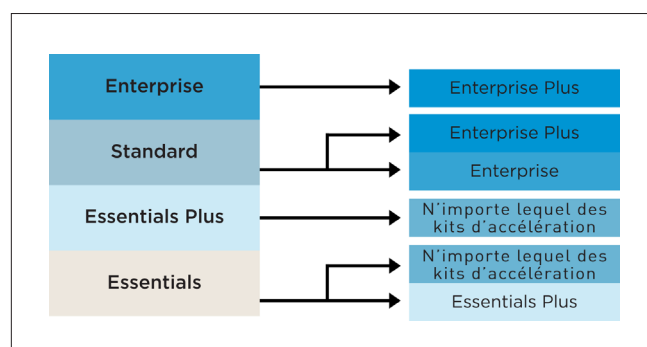 Enterprise
Enterprise Plus
Standard
Enterprise Plus
Enterprise
Essentials Plus
N'importe lequel des
kits d'accélération
Essentials
N'importe lequel des
kits d'accélération
Essentials Plus